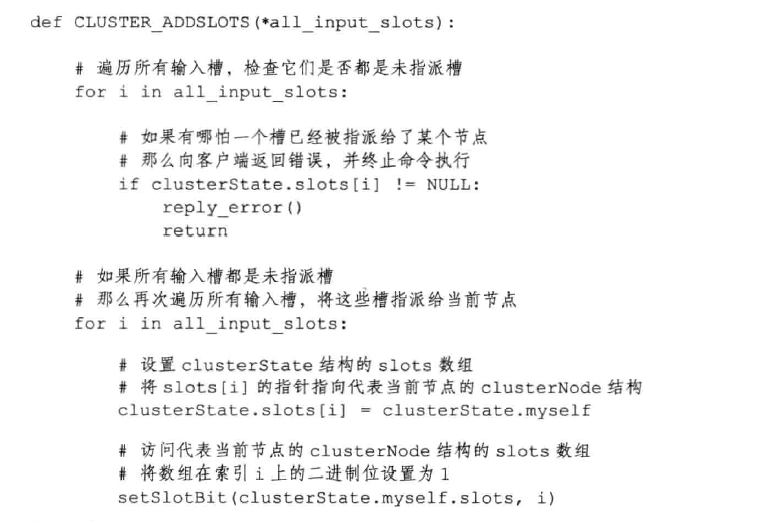 def CLUSTER_ADDSLOTS(*all_input_slots):
# 遍历所有输入槽，检查它们是否都是未指派槽
for i in all_input_slots:
# 如果有哪怕一个槽已经被指派给了某个节点
# 那么向客户端返回错误，并终止命令执行
if clusterState.slots[i] != NULL:
reply_error()
return
# 如果所有输入槽都是未指派槽
# 那么再次遍历所有输入槽，将这些槽指派给当前节点
for i in all_input_slots:
# 设置 clusterState 结构的 slots 数组
# 将 slots[i] 的指针指向代表当前节点的 clusterNode 结构
clusterState.slots[i] = clusterState.myself
# 访问代表当前节点的 clusterNode 结构的 slots 数组
# 将数组在索引 i 上的二进制位设置为 1
setSlotBit(clusterState.myself.slots, i)